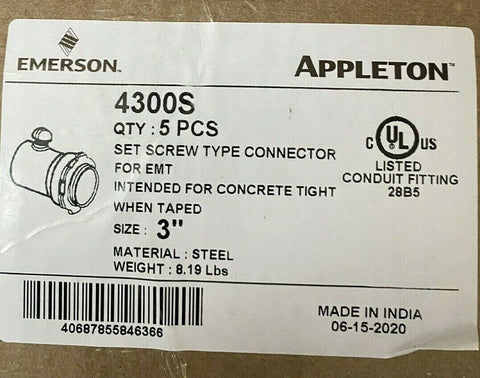 EMERSON™
APPLETON™
4300S
QTY : 5 PCS
SET SCREW TYPE CONNECTOR
FOR EMT
INTENDED FOR CONCRETE TIGHT
WHEN TAPED
SIZE : 3"
MATERIAL : STEEL
WEIGHT : 8.19 Lbs
C UL US
LISTED
CONDUIT FITTING
28B5
40687855846366
MADE IN INDIA
06-15-2020